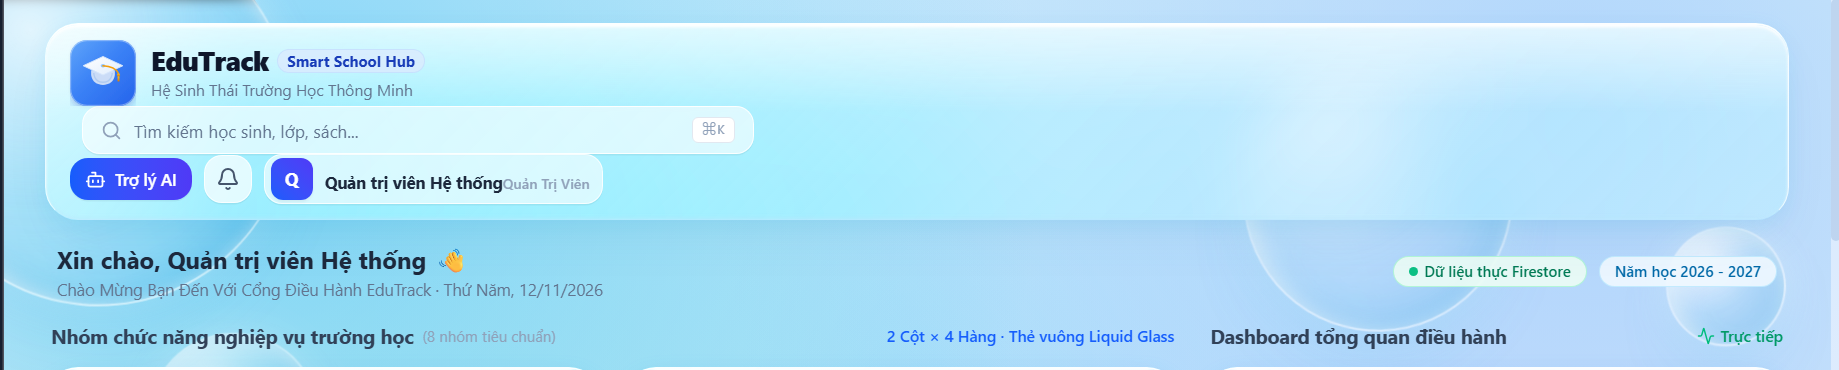 EduTrack Smart School Hub
Hệ Sinh Thái Trường Học Thông Minh
Tìm kiếm học sinh, lớp, sách... ⌘K
Trợ lý AI Q Quản trị viên Hệ thốngQuản Trị Viên
Xin chào, Quản trị viên Hệ thống 👋
Chào Mừng Bạn Đến Với Cổng Điều Hành EduTrack · Thứ Năm, 12/11/2026
Dữ liệu thực Firestore Năm học 2026 - 2027
Nhóm chức năng nghiệp vụ trường học (8 nhóm tiêu chuẩn) 2 Cột × 4 Hàng · Thẻ vuông Liquid Glass
Dashboard tổng quan điều hành Trực tiếp